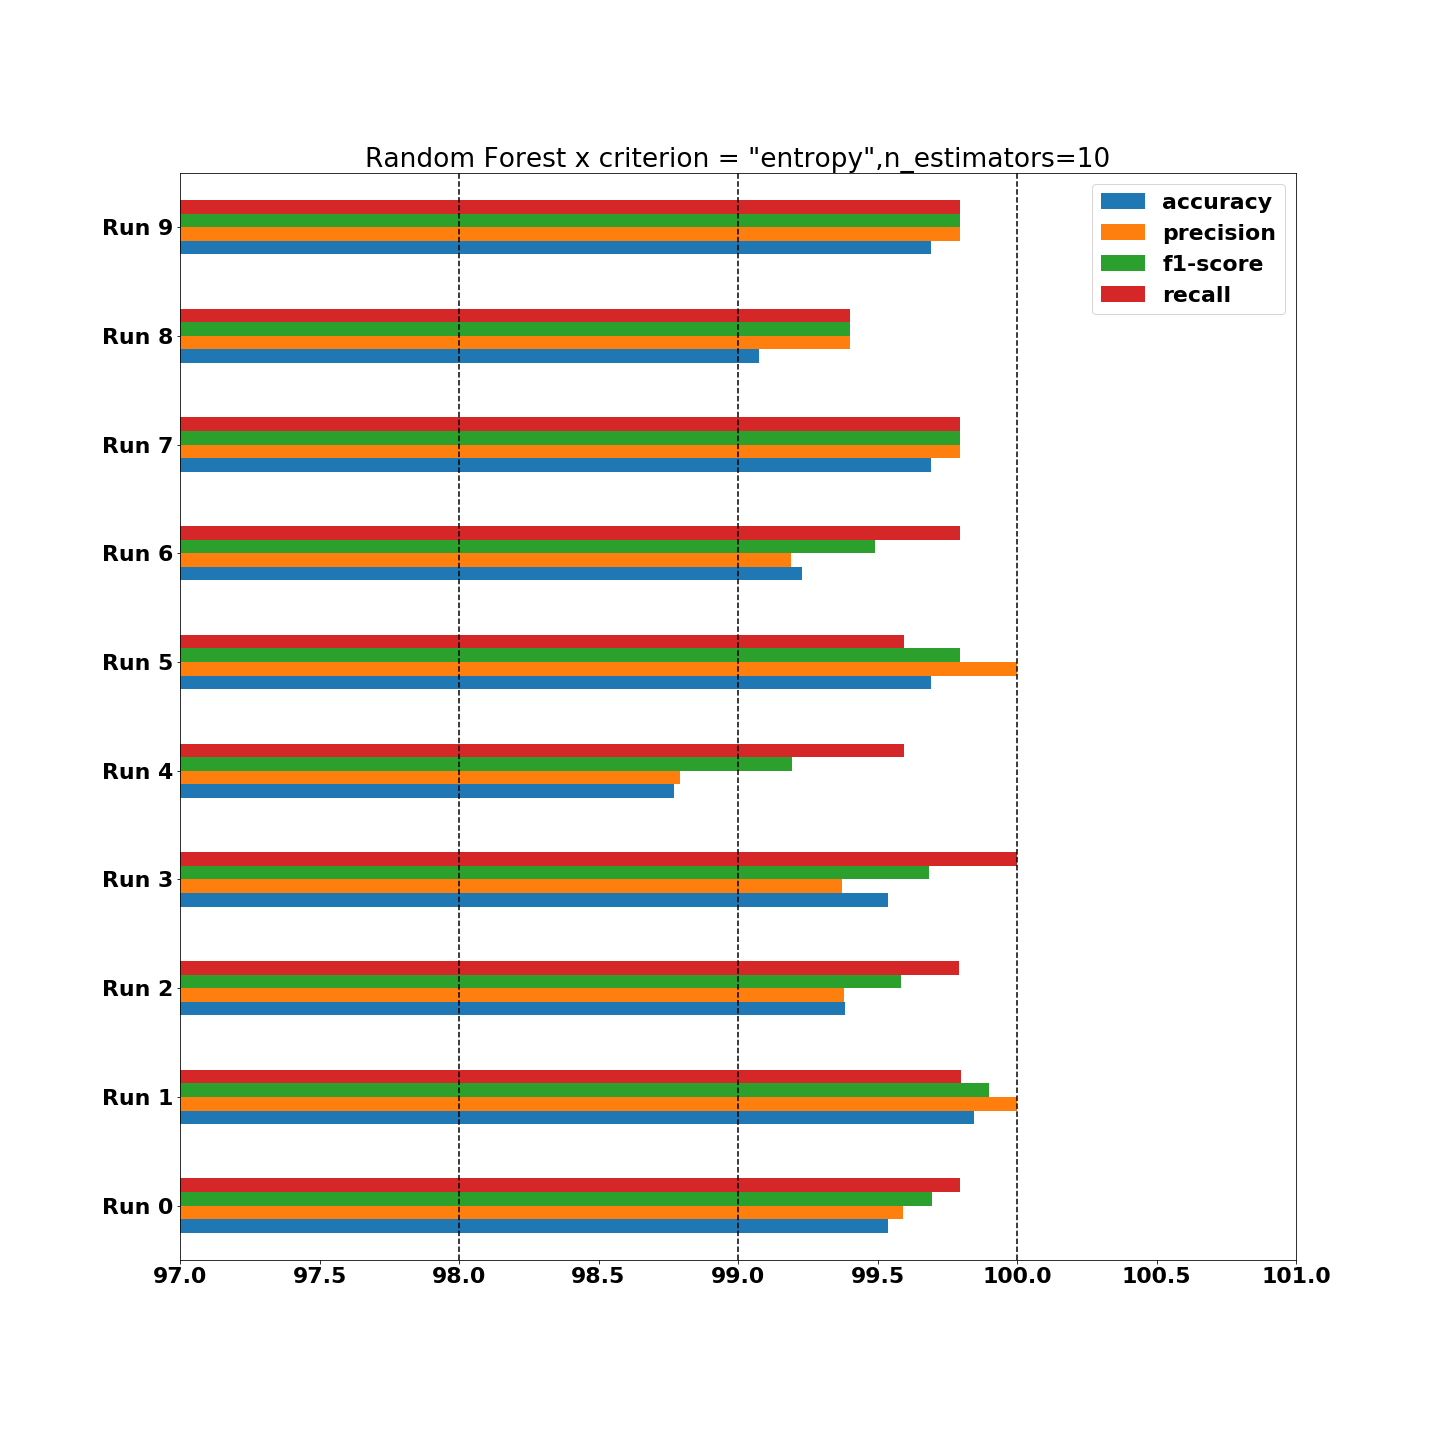 Random Forest x criterion = "entropy",n_estimators=10
accuracy
precision
f1-score
recall
Run 9
Run 8
Run 7
Run 6
Run 5
Run 4
Run 3
Run 2
Run 1
Run 0
97.0 97.5 98.0 98.5 99.0 99.5 100.0 100.5 101.0